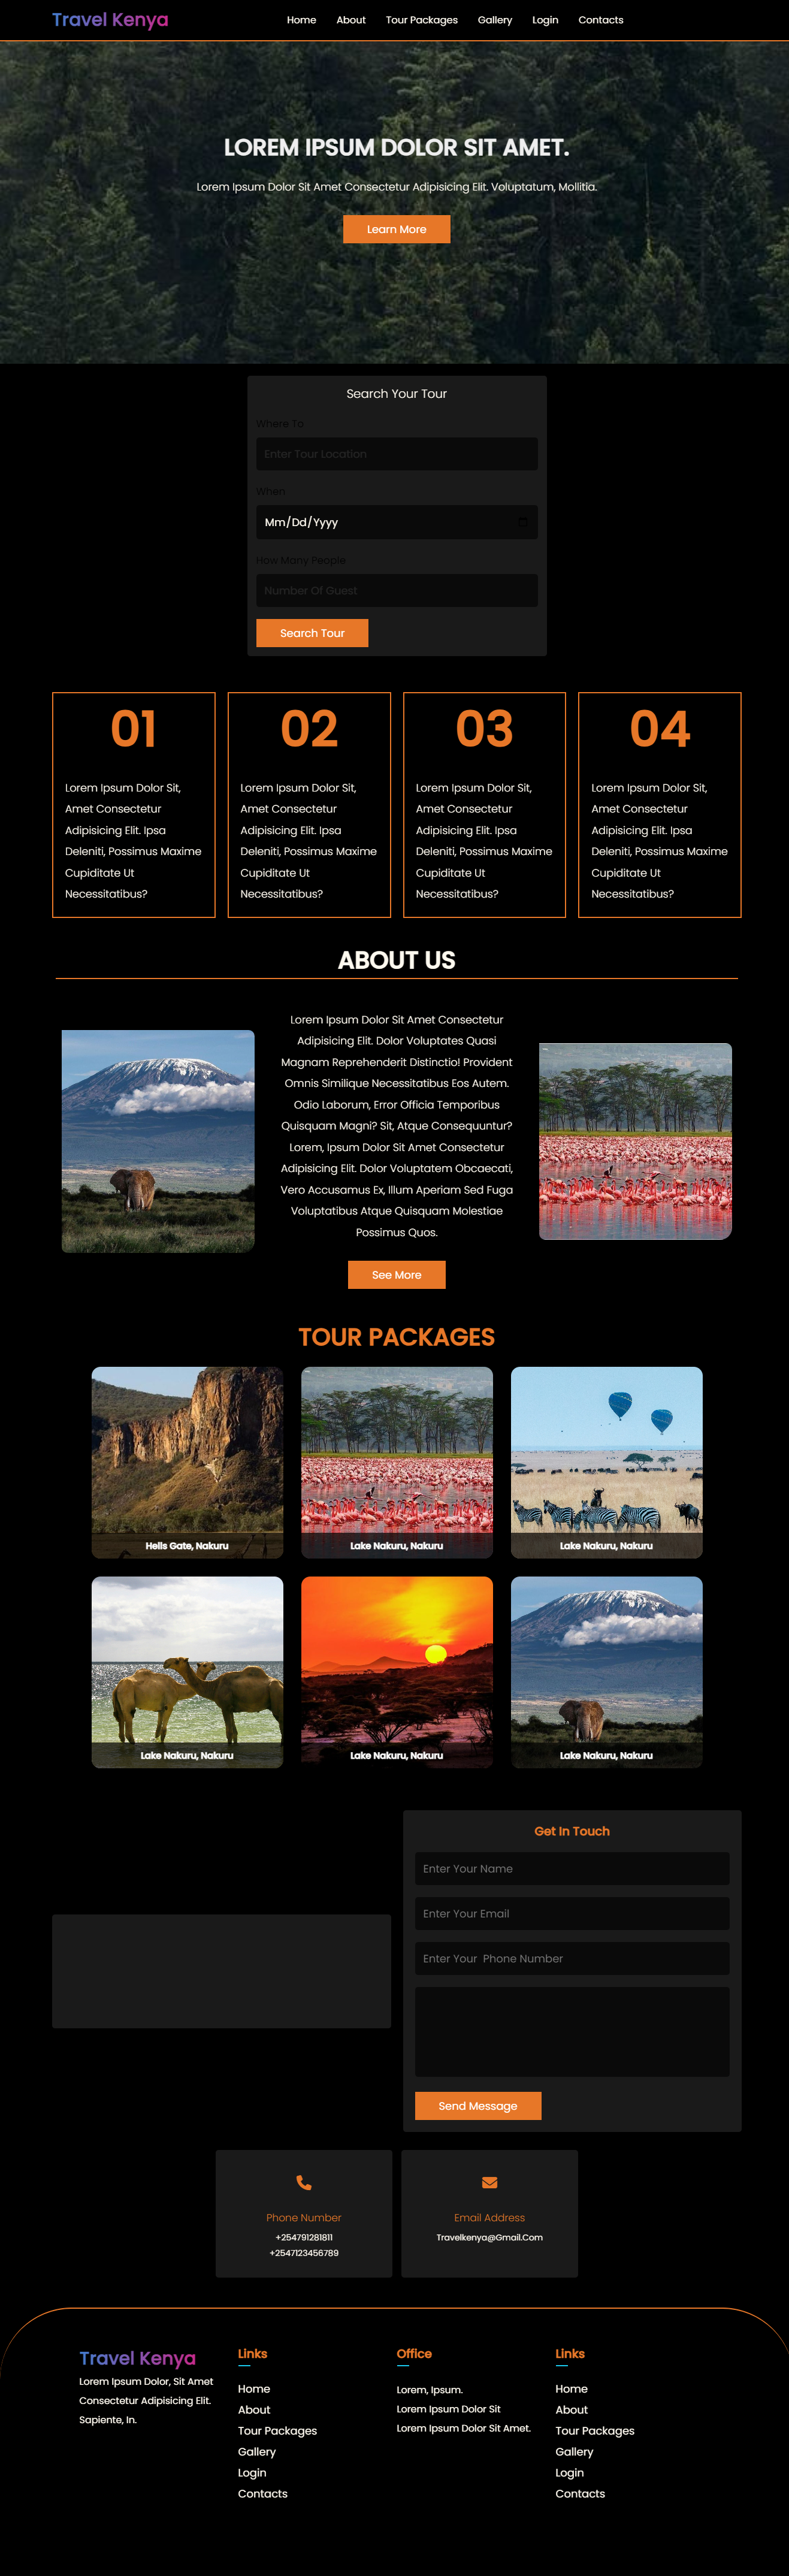 Travel Kenya
Home About Tour Packages Gallery Login Contacts
LOREM IPSUM DOLOR SIT AMET.
Lorem Ipsum Dolor Sit Amet Consectetur Adipisicing Elit. Voluptatum, Mollitia.
Learn More
Search Your Tour
Where To
Enter Tour Location
When
Mm/Dd/Yyyy
How Many People
Number Of Guest
Search Tour
01
Lorem Ipsum Dolor Sit,
Amet Consectetur
Adipisicing Elit. Ipsa
Deleniti, Possimus Maxime
Cupiditate Ut
Necessitatibus?
02
Lorem Ipsum Dolor Sit,
Amet Consectetur
Adipisicing Elit. Ipsa
Deleniti, Possimus Maxime
Cupiditate Ut
Necessitatibus?
03
Lorem Ipsum Dolor Sit,
Amet Consectetur
Adipisicing Elit. Ipsa
Deleniti, Possimus Maxime
Cupiditate Ut
Necessitatibus?
04
Lorem Ipsum Dolor Sit,
Amet Consectetur
Adipisicing Elit. Ipsa
Deleniti, Possimus Maxime
Cupiditate Ut
Necessitatibus?
ABOUT US
Lorem Ipsum Dolor Sit Amet Consectetur
Adipisicing Elit. Dolor Voluptates Quasi
Magnam Reprehenderit Distinctio! Provident
Omnis Similique Necessitatibus Eos Autem.
Odio Laborum, Error Officia Temporibus
Quisquam Magni? Sit, Atque Consequuntur?
Lorem, Ipsum Dolor Sit Amet Consectetur
Adipisicing Elit. Dolor Voluptatem Obcaecati,
Vero Accusamus Ex, Illum Aperiam Sed Fuga
Voluptatibus Atque Quisquam Molestiae
Possimus Quos.
See More
TOUR PACKAGES
Hells Gate, Nakuru
Lake Nakuru, Nakuru
Lake Nakuru, Nakuru
Lake Nakuru, Nakuru
Lake Nakuru, Nakuru
Lake Nakuru, Nakuru
Get In Touch
Enter Your Name
Enter Your Email
Enter Your  Phone Number
Send Message
Phone Number
+254791281811
+2547123456789
Email Address
Travelkenya@Gmail.Com
Travel Kenya
Lorem Ipsum Dolor, Sit Amet
Consectetur Adipisicing Elit.
Sapiente, In.
Links
Home
About
Tour Packages
Gallery
Login
Contacts
Office
Lorem, Ipsum.
Lorem Ipsum Dolor Sit
Lorem Ipsum Dolor Sit Amet.
Links
Home
About
Tour Packages
Gallery
Login
Contacts